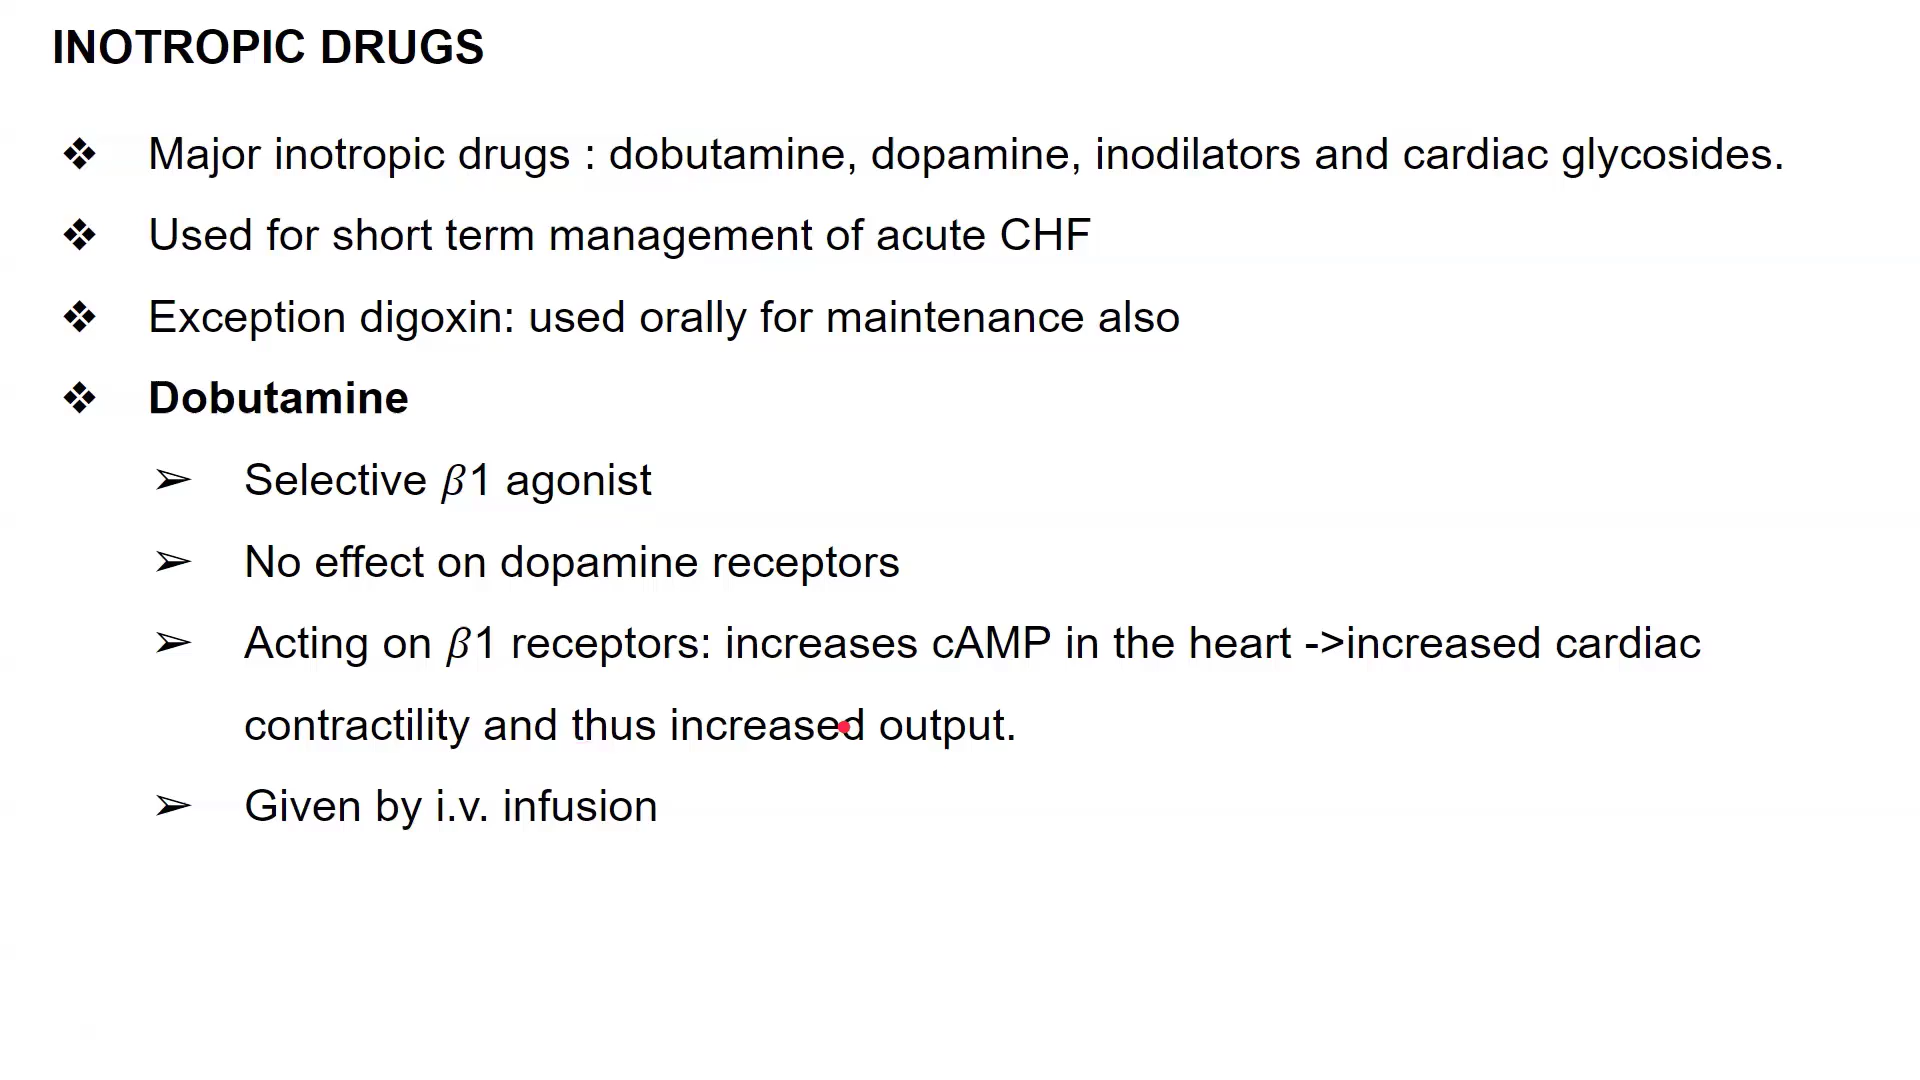 INOTROPIC DRUGS
❖ Major inotropic drugs : dobutamine, dopamine, inodilators and cardiac glycosides.
❖ Used for short term management of acute CHF
❖ Exception digoxin: used orally for maintenance also
❖ Dobutamine
➢ Selective β1 agonist
➢ No effect on dopamine receptors
➢ Acting on β1 receptors: increases cAMP in the heart ->increased cardiac
contractility and thus increased output.
➢ Given by i.v. infusion